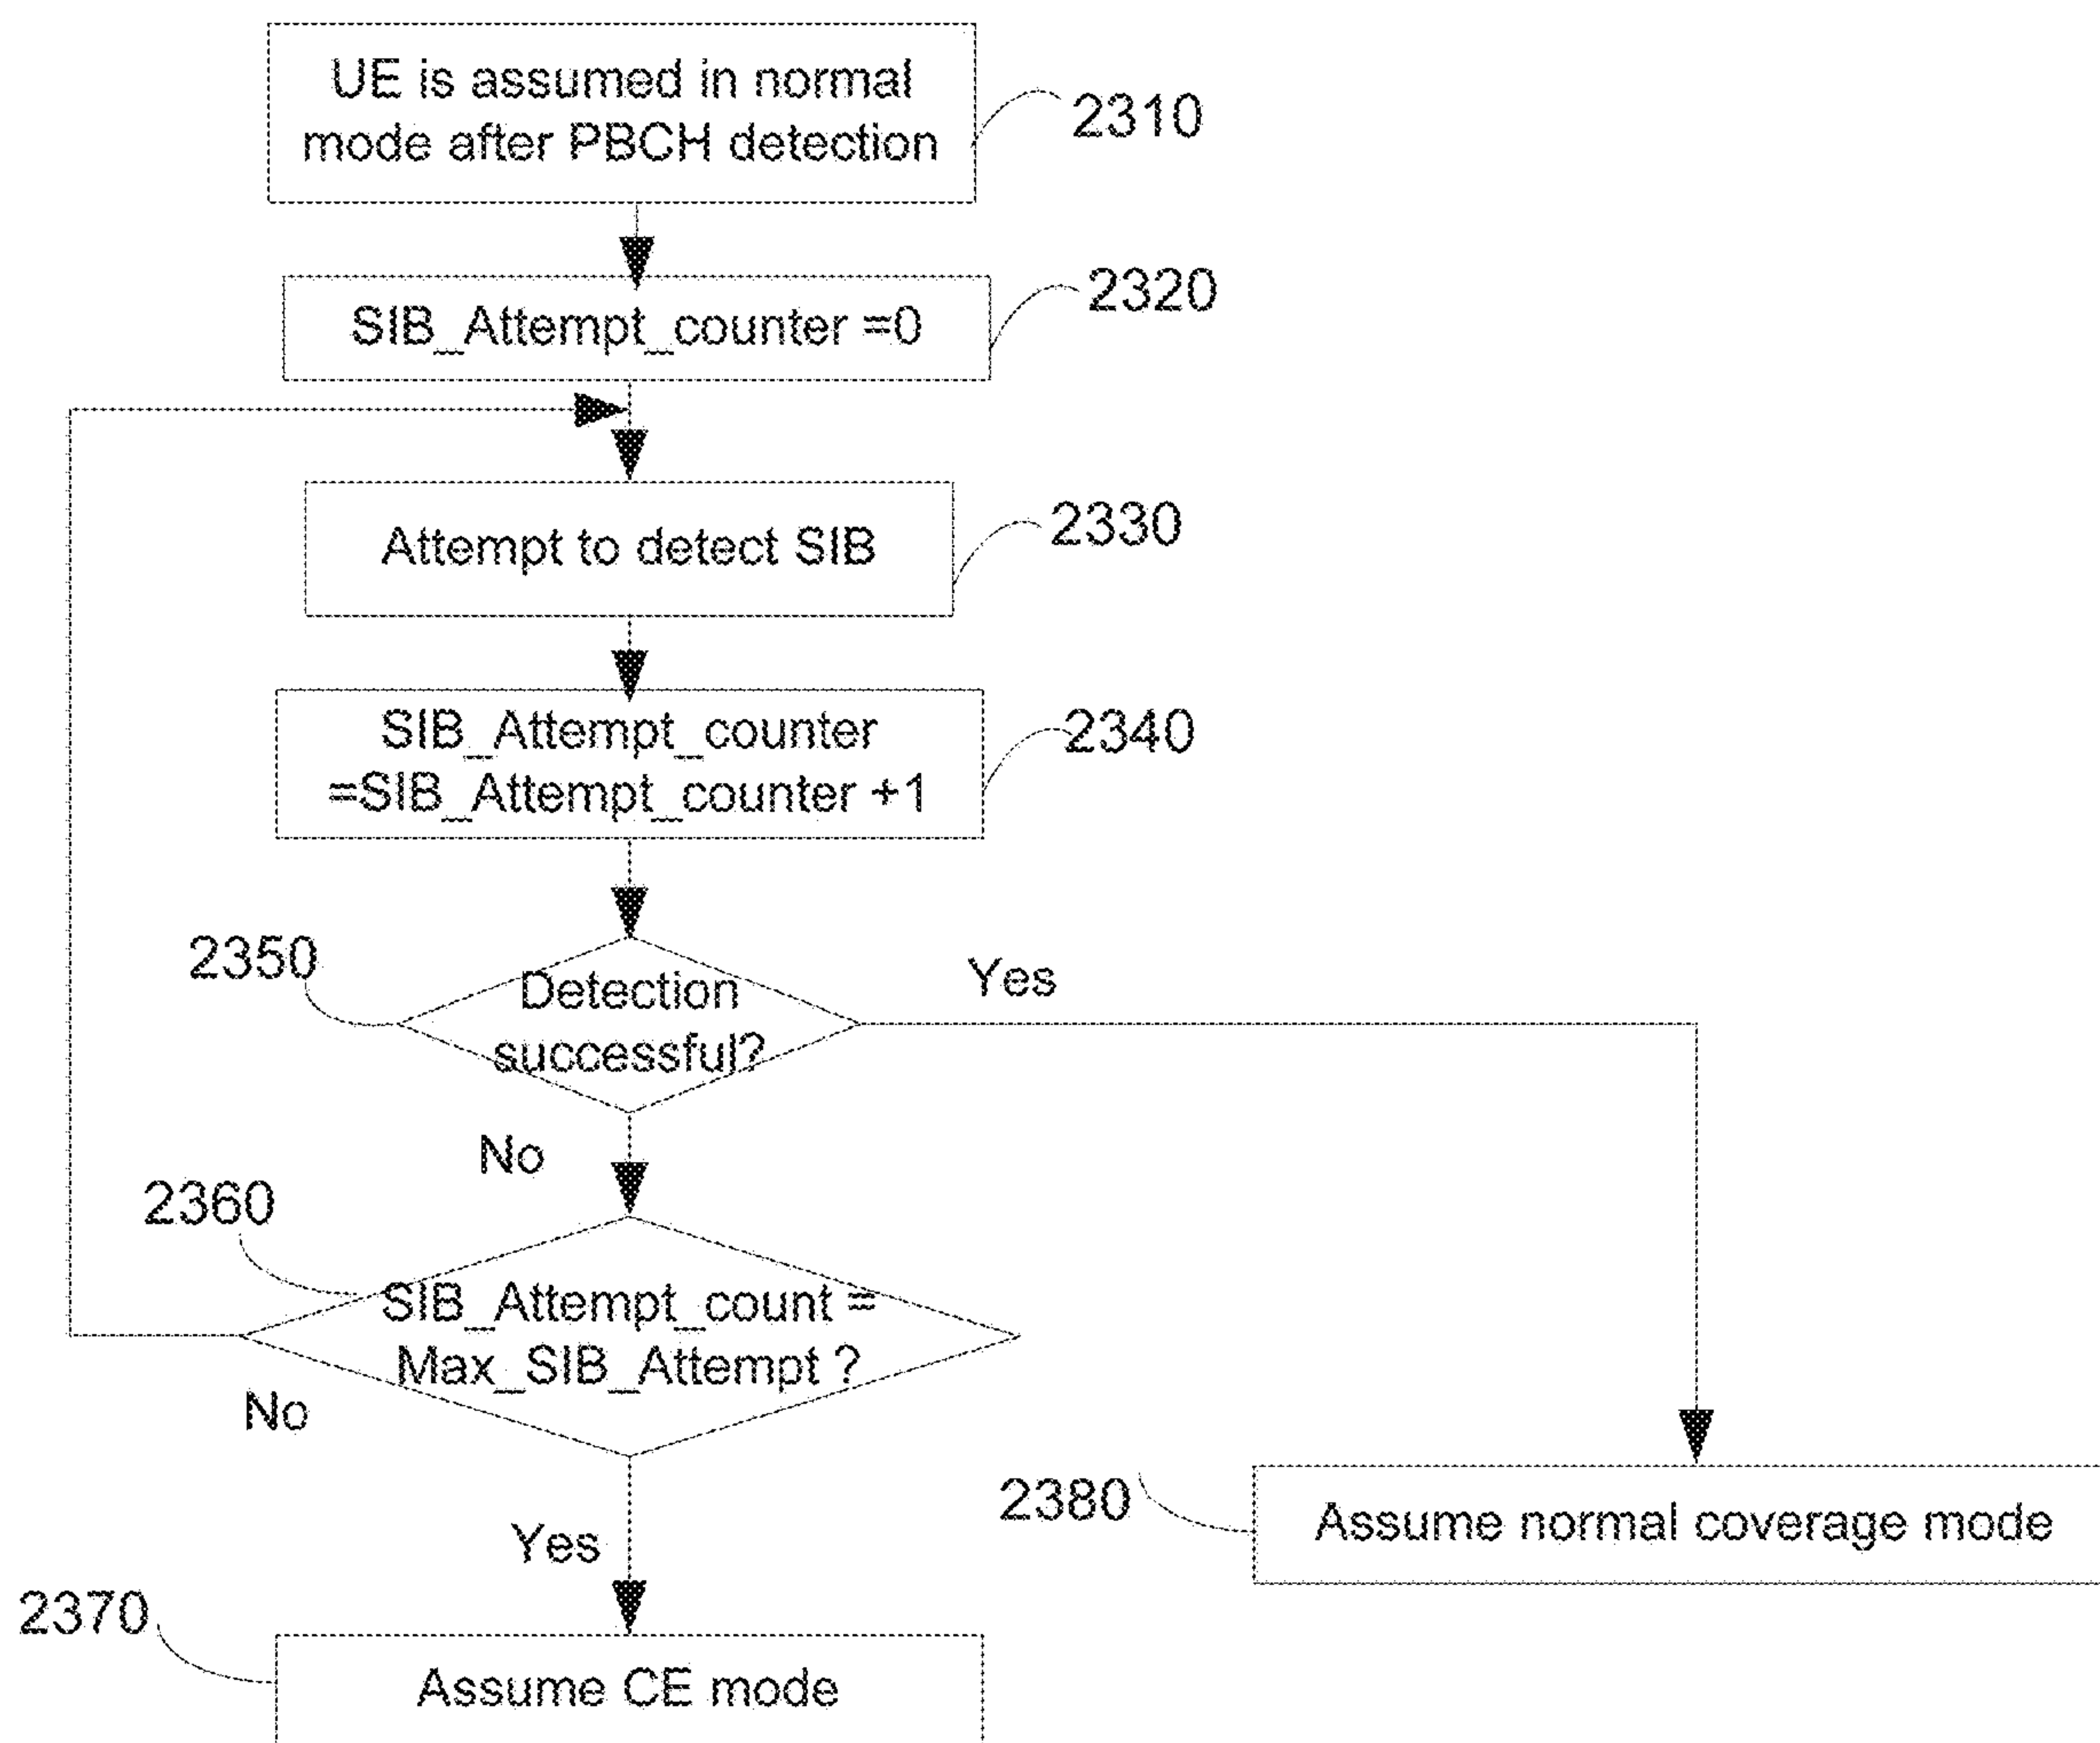 UE is assumed in normal
mode after PBCH detection
2310
SIB_Attempt_counter =0
2320
Attempt to detect SIB
2330
SIB_Attempt_counter
=SIB_Attempt_counter +1
2340
2350
Detection
successful?
Yes
No
2360
SIB_Attempt_count =
Max_SIB_Attempt ?
No
Yes
2380
Assume normal coverage mode
2370
Assume CE mode